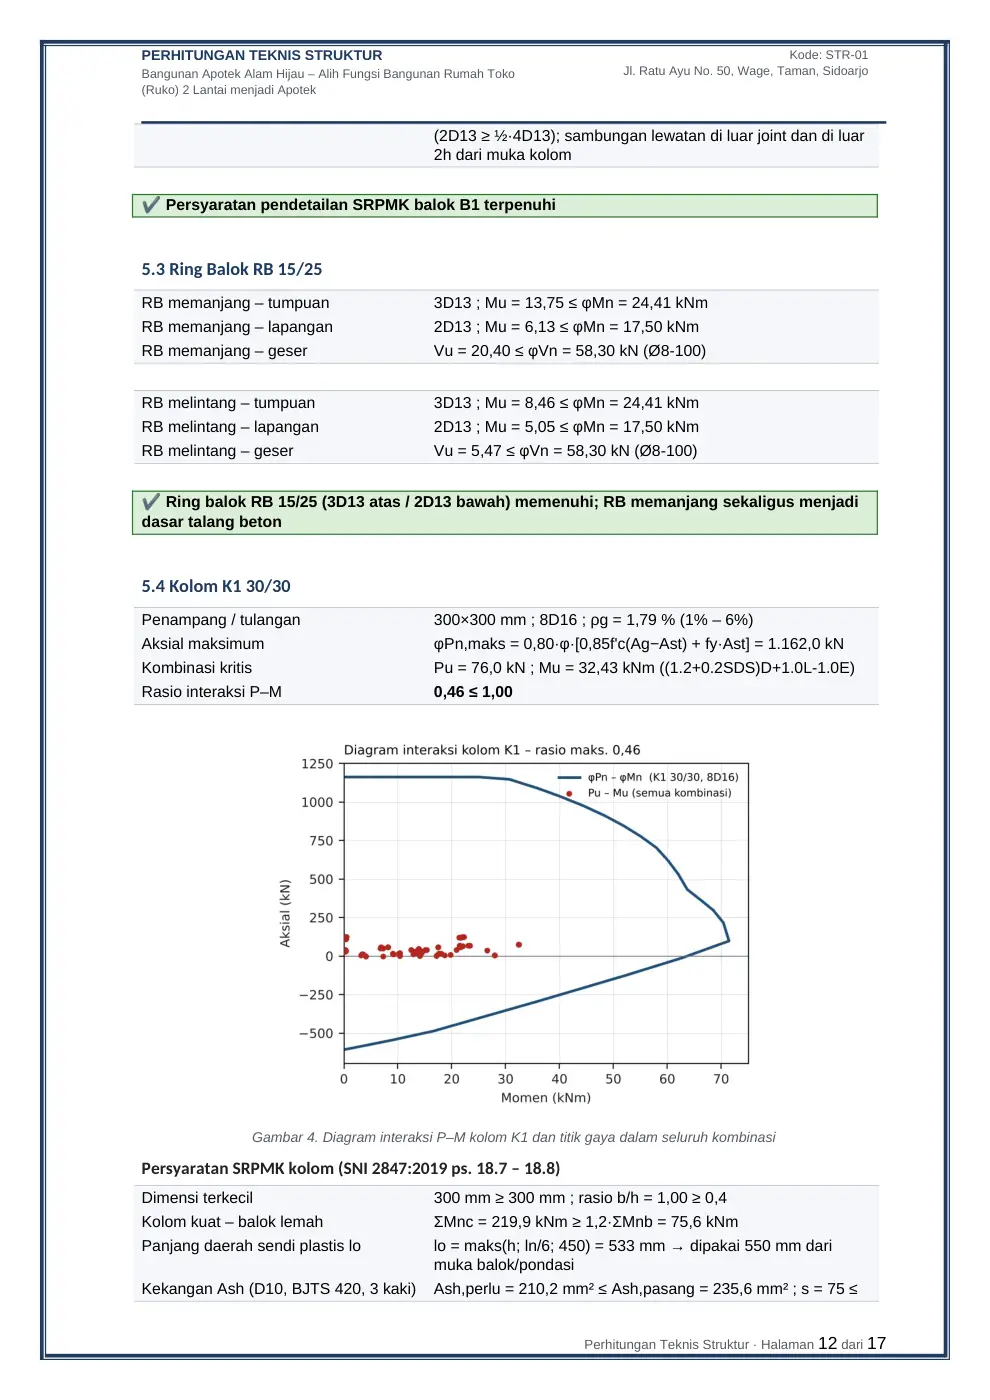 PERHITUNGAN TEKNIS STRUKTUR
Bangunan Apotek Alam Hijau – Alih Fungsi Bangunan Rumah Toko
(Ruko) 2 Lantai menjadi Apotek
Kode: STR-01
Jl. Ratu Ayu No. 50, Wage, Taman, Sidoarjo
(2D13 ≥ ½·4D13); sambungan lewatan di luar joint dan di luar
2h dari muka kolom
✔ Persyaratan pendetailan SRPMK balok B1 terpenuhi
5.3 Ring Balok RB 15/25
RB memanjang – tumpuan 3D13 ; Mu = 13,75 ≤ φMn = 24,41 kNm
RB memanjang – lapangan 2D13 ; Mu = 6,13 ≤ φMn = 17,50 kNm
RB memanjang – geser Vu = 20,40 ≤ φVn = 58,30 kN (Ø8-100)
RB melintang – tumpuan 3D13 ; Mu = 8,46 ≤ φMn = 24,41 kNm
RB melintang – lapangan 2D13 ; Mu = 5,05 ≤ φMn = 17,50 kNm
RB melintang – geser Vu = 5,47 ≤ φVn = 58,30 kN (Ø8-100)
✔ Ring balok RB 15/25 (3D13 atas / 2D13 bawah) memenuhi; RB memanjang sekaligus menjadi
dasar talang beton
5.4 Kolom K1 30/30
Penampang / tulangan 300×300 mm ; 8D16 ; ρg = 1,79 % (1% – 6%)
Aksial maksimum φPn,maks = 0,80·φ·[0,85f'c(Ag−Ast) + fy·Ast] = 1.162,0 kN
Kombinasi kritis Pu = 76,0 kN ; Mu = 32,43 kNm ((1.2+0.2SDS)D+1.0L-1.0E)
Rasio interaksi P–M 0,46 ≤ 1,00
Diagram interaksi kolom K1 – rasio maks. 0,46
φPn – φMn (K1 30/30, 8D16)
Pu – Mu (semua kombinasi)
Aksial (kN)
1250
1000
750
500
250
0
−250
−500
0 10 20 30 40 50 60 70
Momen (kNm)
Gambar 4. Diagram interaksi P–M kolom K1 dan titik gaya dalam seluruh kombinasi
Persyaratan SRPMK kolom (SNI 2847:2019 ps. 18.7 – 18.8)
Dimensi terkecil 300 mm ≥ 300 mm ; rasio b/h = 1,00 ≥ 0,4
Kolom kuat – balok lemah ΣMnc = 219,9 kNm ≥ 1,2·ΣMnb = 75,6 kNm
Panjang daerah sendi plastis lo lo = maks(h; ln/6; 450) = 533 mm → dipakai 550 mm dari
muka balok/pondasi
Kekangan Ash (D10, BJTS 420, 3 kaki) Ash,perlu = 210,2 mm² ≤ Ash,pasang = 235,6 mm² ; s = 75 ≤
Perhitungan Teknis Struktur · Halaman 12 dari 17